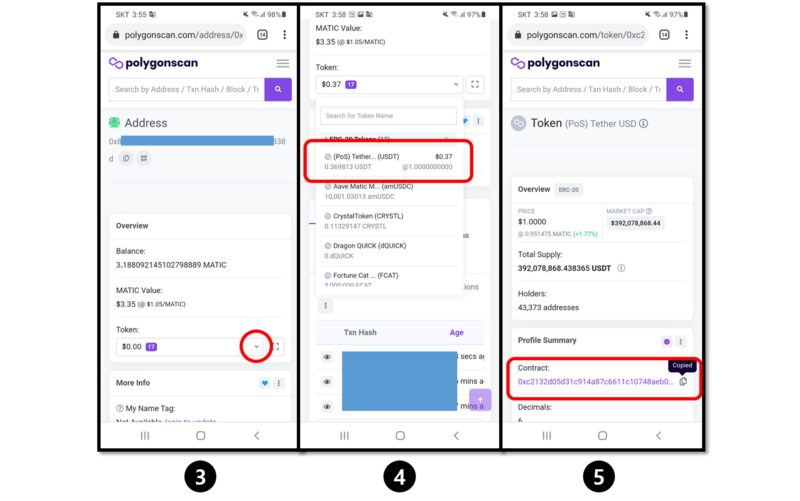 SKT 3:55
98%
polygonscan.com/address/0x
14
polygonscan
Search by Address / Txn Hash / Block / To
Address
0x8
838
d
Overview
Balance:
3.188092145102798889 MATIC
MATIC Value:
$3.35 (@ $1.05/MATIC)
Token:
$0.00 17
More Info
My Name Tag:
Not Available, login to update
3
SKT 3:58
97%
MATIC Value:
$3.35 (@ $1.05/MATIC)
Token:
$0.37 17
Search for Token Name
ERC-20 Tokens
(PoS) Tether... (USDT) $0.37
0.369813 USDT @1.0000000000
Aave Matic M... (amUSDC)
10,001.03013 amUSDC
CrystalToken (CRYSTL)
0.11329147 CRYSTL
Dragon QUICK (dQUICK)
0 dQUICK
Fortune Cat ... (FCAT)
5,000,000 FCAT
Txn Hash Age
secs ag
mins a
mins a
4
SKT 3:58
97%
polygonscan.com/token/0xc2
14
polygonscan
Search by Address / Txn Hash / Block / To
Token (PoS) Tether USD
Overview ERC-20
PRICE
$1.0000
@ 0.951475 MATIC (+1.77%)
MARKET CAP
$392,078,868.44
Total Supply:
392,078,868.438365 USDT
Holders:
43,373 addresses
Profile Summary
Copied
Contract:
0xc2132d05d31c914a87c6611c10748aeb0...
Decimals:
6
5